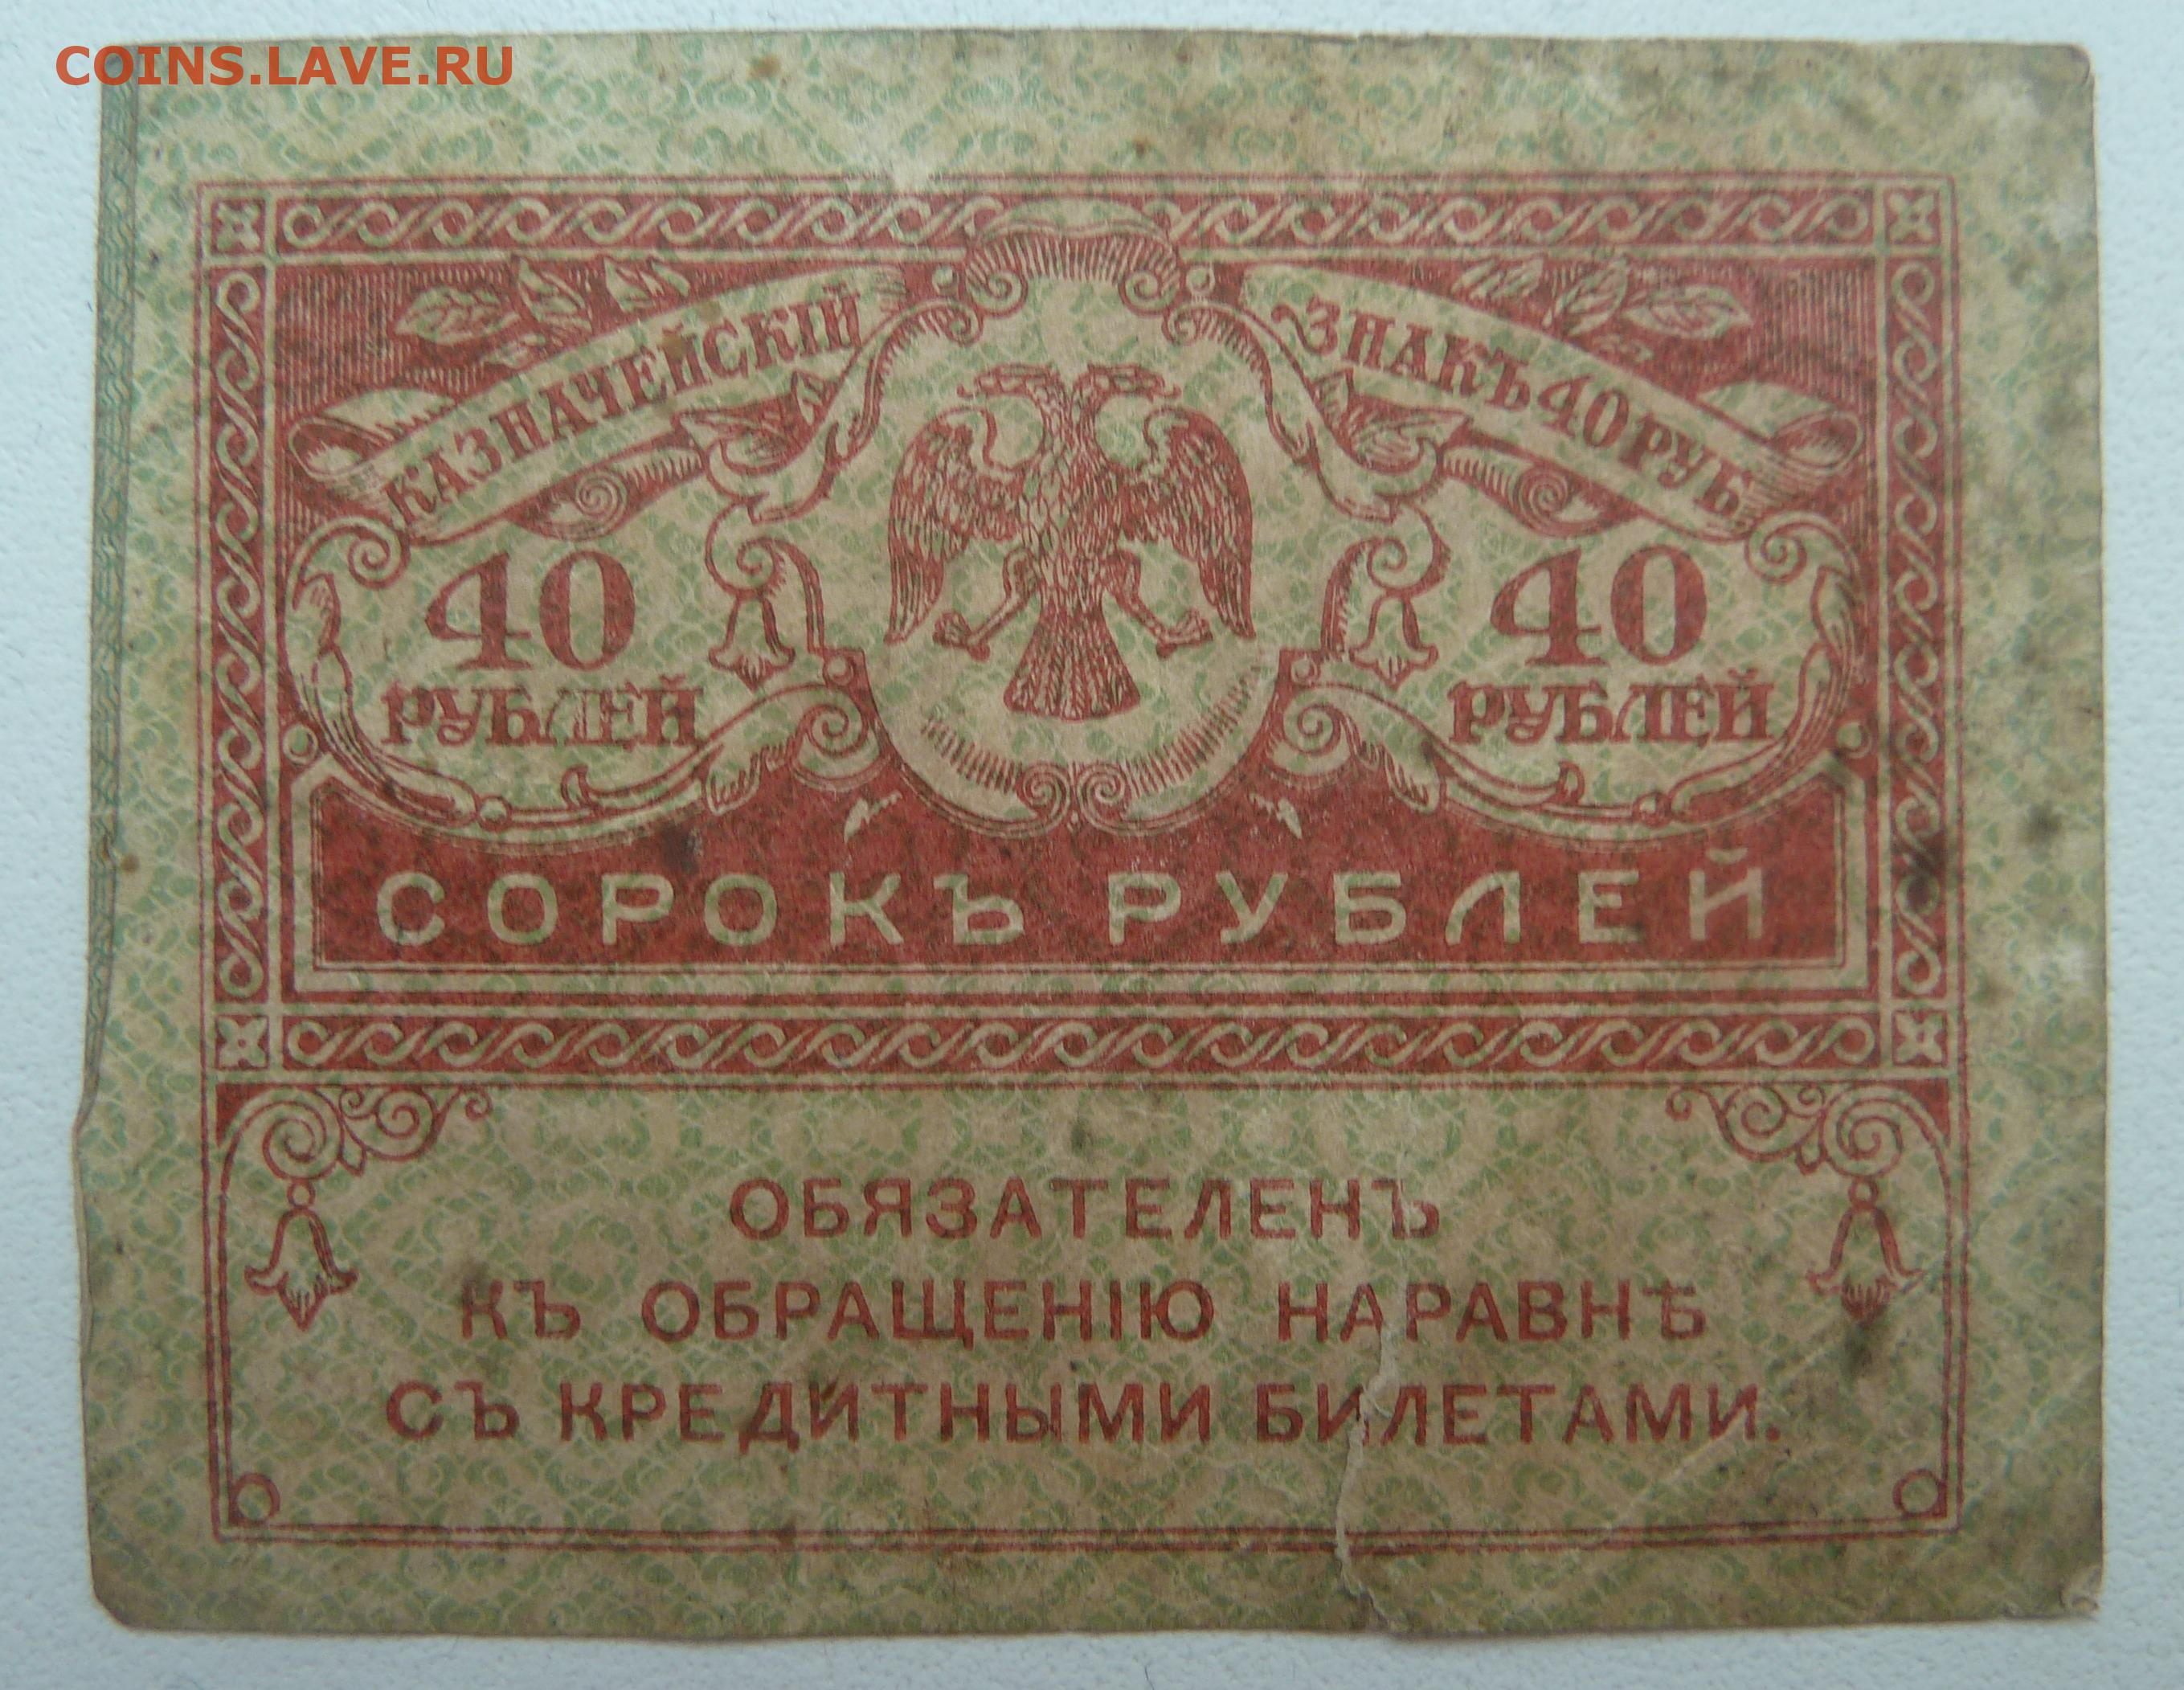 COINS.LAVE.RU
КАЗНАЧЕЙСКІЙ ЗНАКЪ 40 РУБ.
40 40
РУБЛЕЙ РУБЛЕЙ
СОРОКЪ РУБЛЕЙ
ОБЯЗАТЕЛЕНЪ
КЪ ОБРАЩЕНІЮ НАРАВНѢ
СЪ КРЕДИТНЫМИ БИЛЕТАМИ.